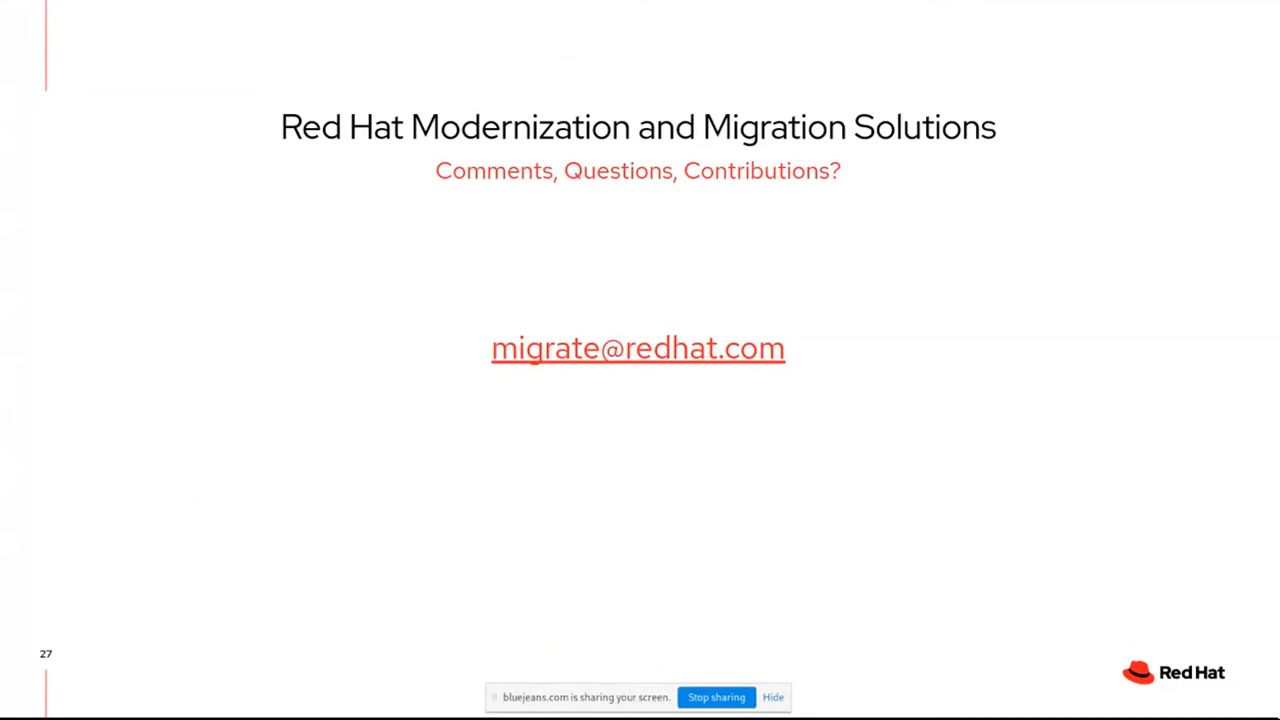 Red Hat Modernization and Migration Solutions
Comments, Questions, Contributions?
migrate@redhat.com
27
Red Hat
bluejeans.com is sharing your screen. Stop sharing Hide